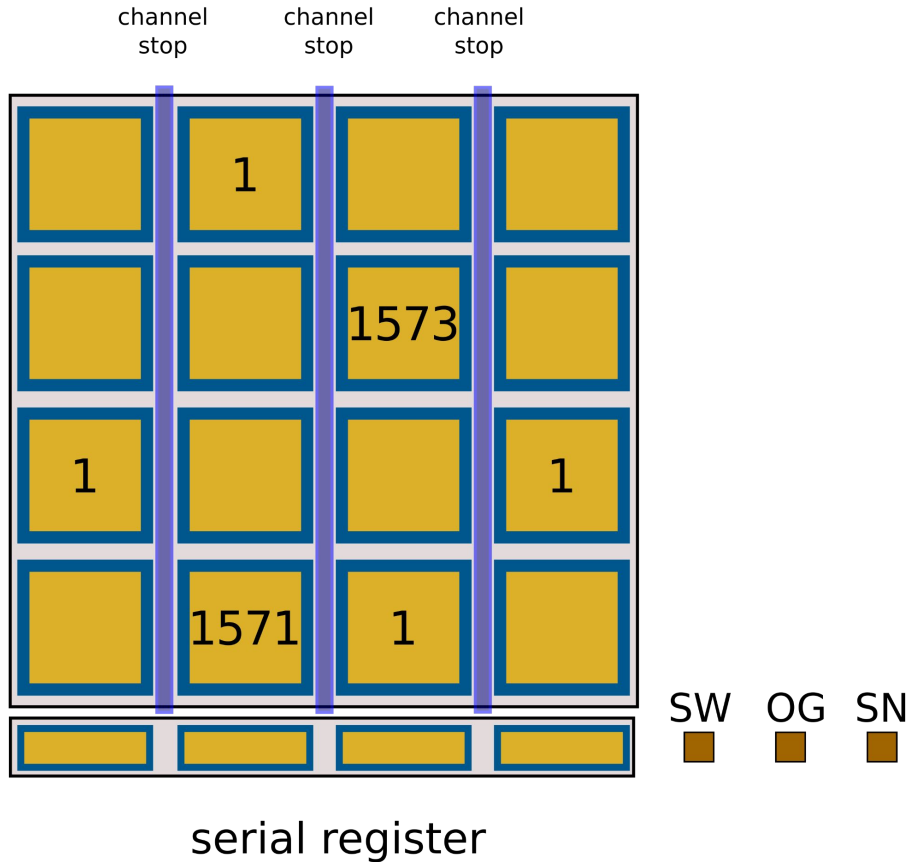 channel stop
channel stop
channel stop
1
1573
1 1
1571 1
SW OG SN
serial register